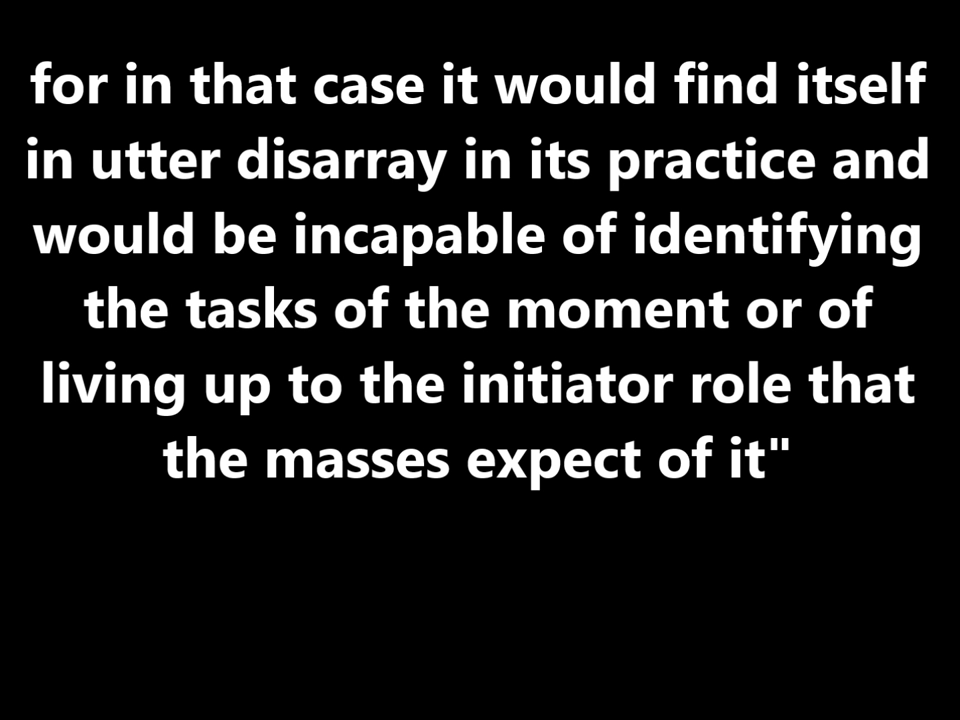 for in that case it would find itself
in utter disarray in its practice and
would be incapable of identifying
the tasks of the moment or of
living up to the initiator role that
the masses expect of it"